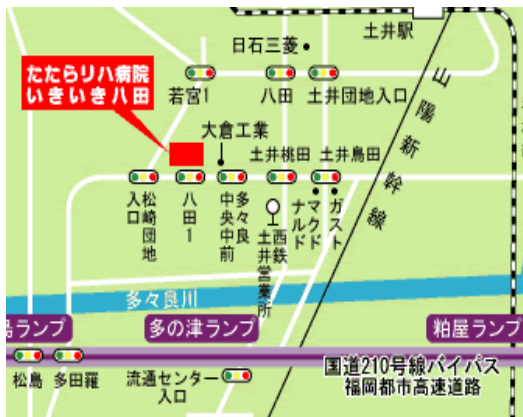 土井駅
日石三菱
たたらリハ病院
いきいき八田
若宮1
八田
土井団地入口
山陽新幹線
大倉工業
土井桃田
土井鳥田
松崎団地
入口
八田1
多々良
中央中前
西鉄
土井営業所
マクド
ナルド
ガスト
多々良川
島ランプ
多の津ランプ
粕屋ランプ
国道210号線バイパス
福岡都市高速道路
松島
多田羅
流通センター
入口